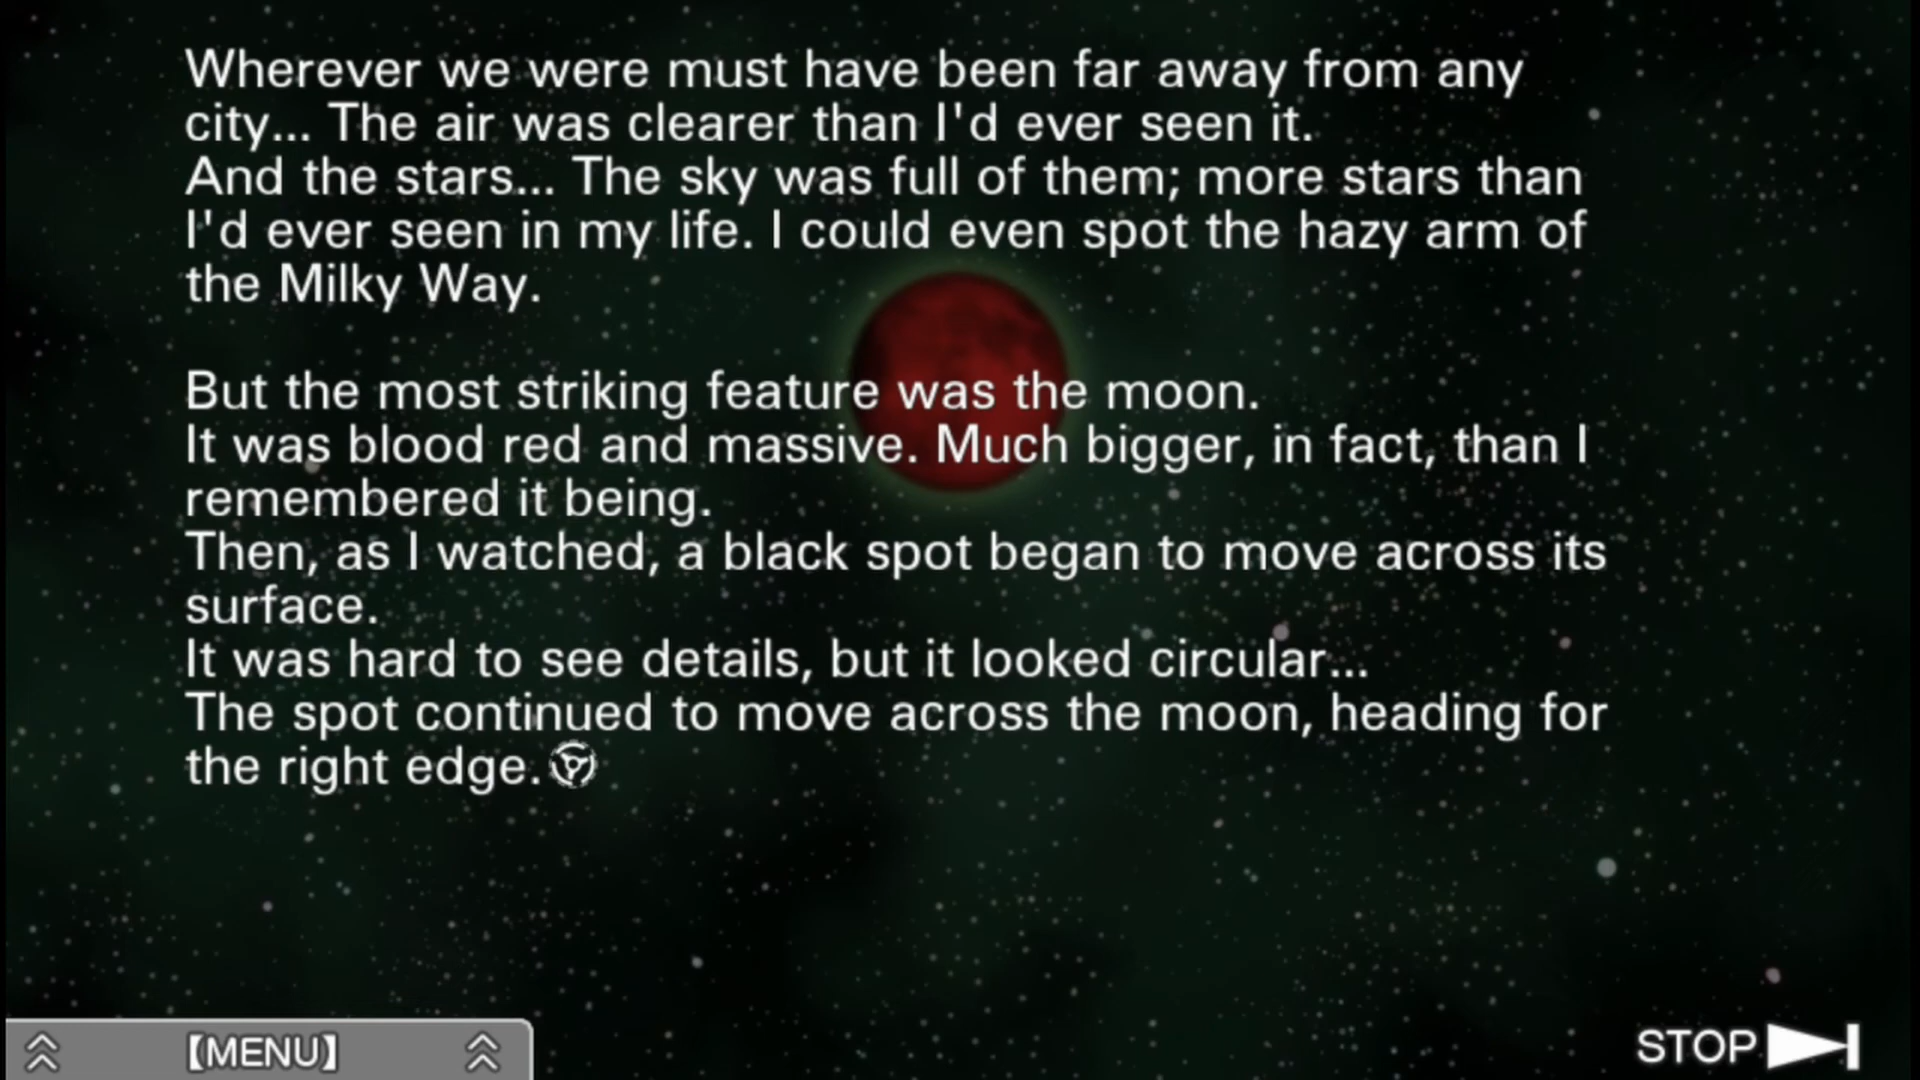 Wherever we were must have been far away from any
city... The air was clearer than I'd ever seen it.
And the stars... The sky was full of them; more stars than
I'd ever seen in my life. I could even spot the hazy arm of
the Milky Way.
But the most striking feature was the moon.
It was blood red and massive. Much bigger, in fact, than I
remembered it being.
Then, as I watched, a black spot began to move across its
surface.
It was hard to see details, but it looked circular...
The spot continued to move across the moon, heading for
the right edge.
【MENU】
STOP